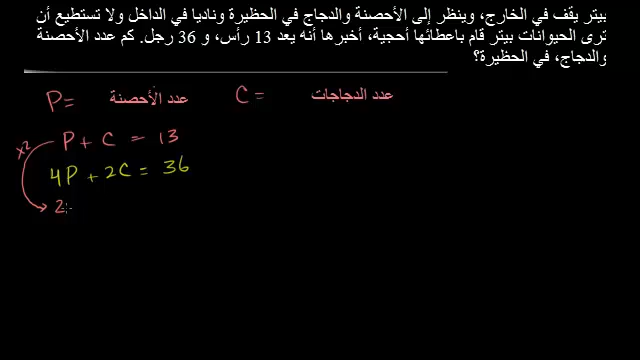 بيتر يقف في الخارج، وينظر إلى الأحصنة والدجاج في الحظيرة وناديا في الداخل ولا تستطيع أن
ترى الحيوانات بيتر قام باعطائها أحجية، أخبرها أنه يعد 13 رأس، و 36 رجل. كم عدد الأحصنة
والدجاج، في الحظيرة؟
P = عدد الأحصنة C = عدد الدجاجات
P + C = 13
x2
4P + 2C = 36
2